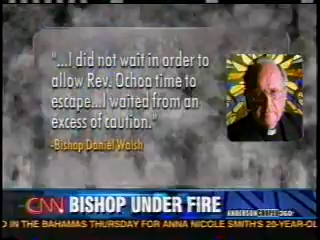 "...I did not wait in order to
allow Rev. Ochoa time to
escape...I waited from an
excess of caution."
-Bishop Daniel Walsh
CNN BISHOP UNDER FIRE
ANDERSON COOPER 360°
D IN THE BAHAMAS THURSDAY FOR ANNA NICOLE SMITH'S 20-YEAR-OL